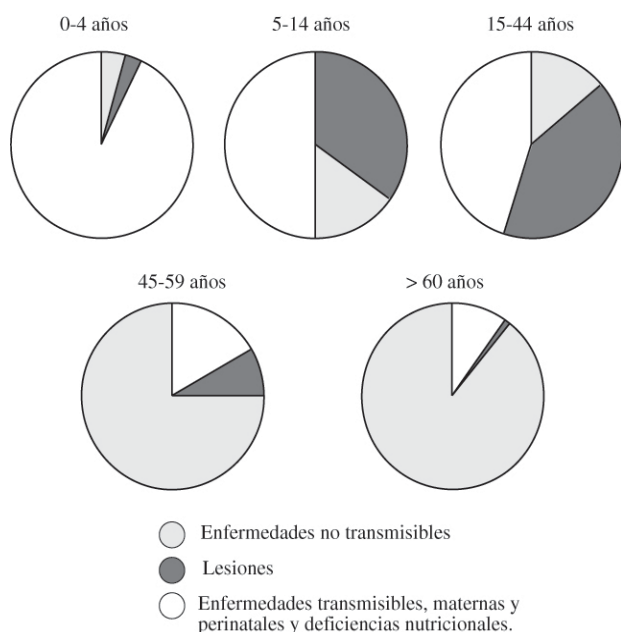 0-4 años
5-14 años
15-44 años
45-59 años
> 60 años
Enfermedades no transmisibles
Lesiones
Enfermedades transmisibles, maternas y
perinatales y deficiencias nutricionales.